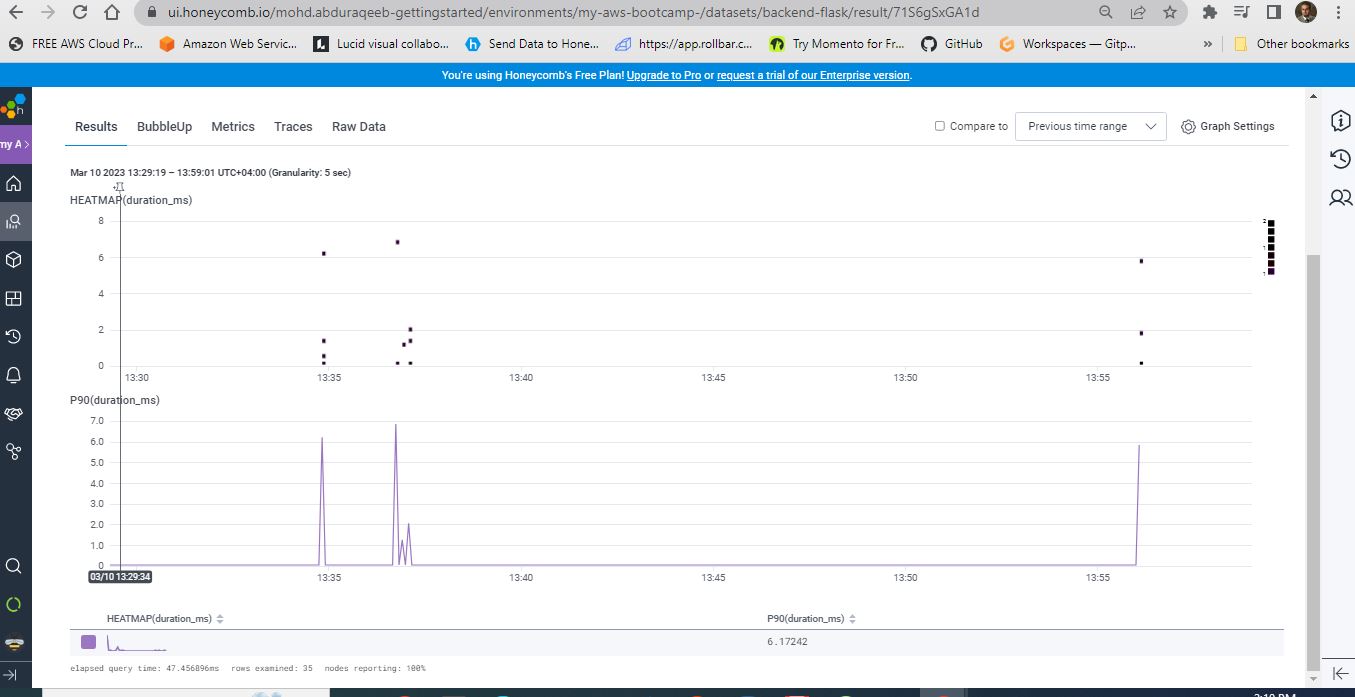 ui.honeycomb.io/mohd.abduraqeeb-gettingstarted/environments/my-aws-bootcamp-/datasets/backend-flask/result/71S6gSxGA1d
FREE AWS Cloud Pr... Amazon Web Servic... Lucid visual collabo... Send Data to Hone... https://app.rollbar.c... Try Momento for Fr... GitHub Workspaces — Gitp... » Other bookmarks
You're using Honeycomb's Free Plan! Upgrade to Pro or request a trial of our Enterprise version.
my A >
Results BubbleUp Metrics Traces Raw Data Compare to Previous time range Graph Settings
Mar 10 2023 13:29:19 – 13:59:01 UTC+04:00 (Granularity: 5 sec)
HEATMAP(duration_ms)
8
6
4
2
0
13:30 13:35 13:40 13:45 13:50 13:55
P90(duration_ms)
7.0
6.0
5.0
4.0
3.0
2.0
1.0
0
03/10 13:29:34 13:35 13:40 13:45 13:50 13:55
HEATMAP(duration_ms) P90(duration_ms)
6.17242
elapsed query time: 47.456896ms rows examined: 35 nodes reporting: 100%